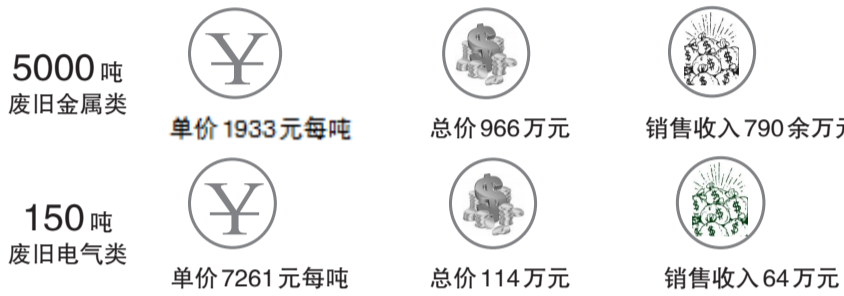 5000吨
废旧金属类
单价1933元每吨
总价966万元
销售收入790余万元
150吨
废旧电气类
单价7261元每吨
总价114万元
销售收入64万元